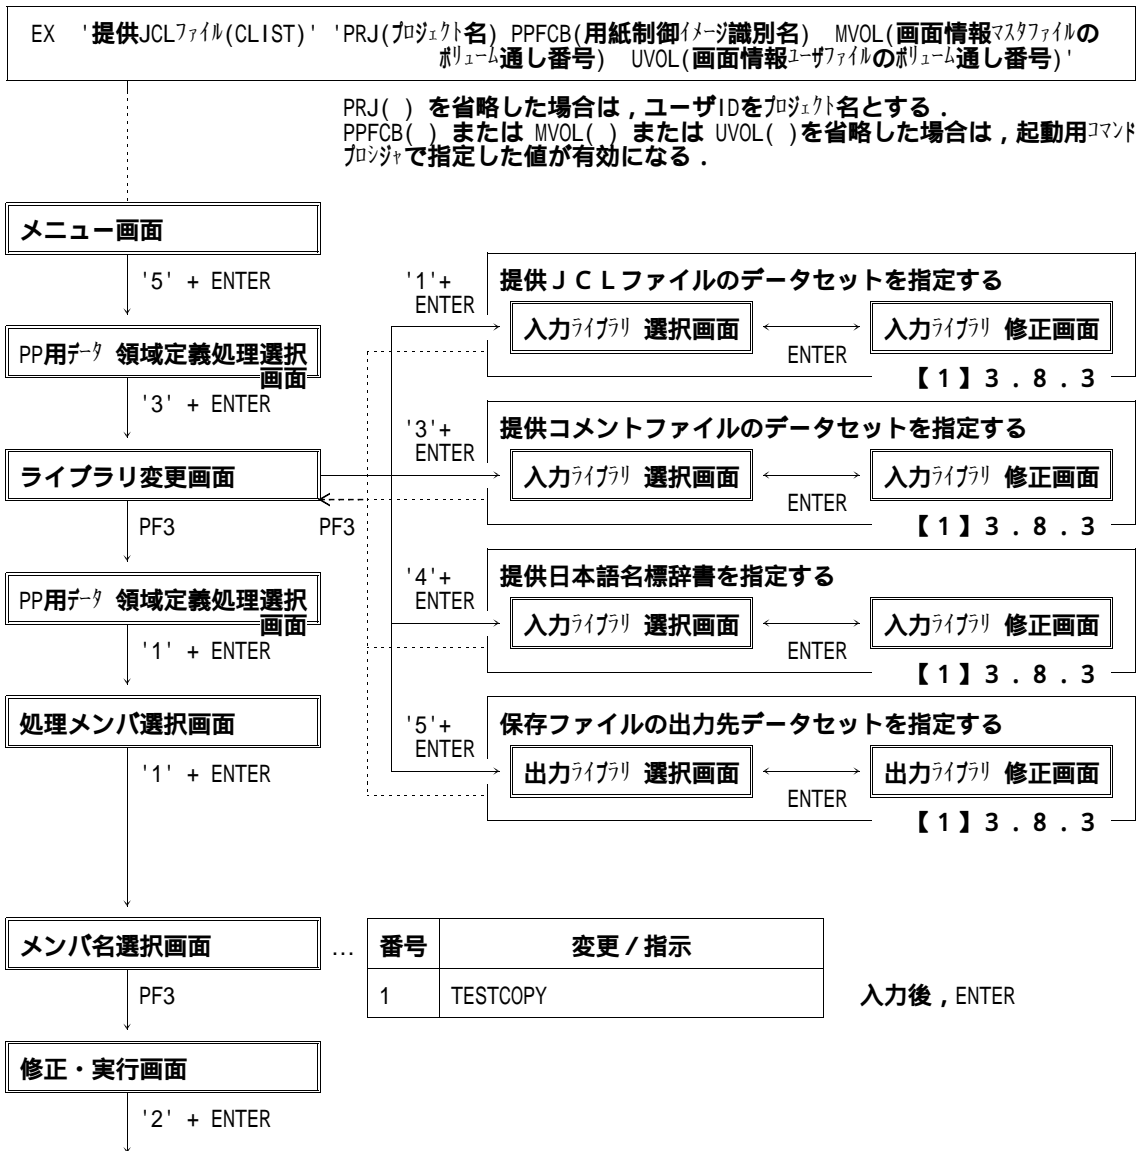 EX '提供JCLファイル(CLIST)' 'PRJ(プロジェクト名) PPFCB(用紙制御イメージ識別名) MVOL(画面情報マスタファイルの
ボリューム通し番号) UVOL(画面情報ユーザファイルのボリューム通し番号)'
PRJ( ) を省略した場合は，ユーザIDをプロジェクト名とする．
PPFCB( ) または MVOL( ) または UVOL( )を省略した場合は，起動用コマンド
プロシジャで指定した値が有効になる．
メニュー画面
'5' + ENTER
PP用データ 領域定義処理選択
画面
'3' + ENTER
ライブラリ変更画面
PF3
PF3
'1'+
ENTER
提供ＪＣＬファイルのデータセットを指定する
入力ライブラリ 選択画面
ENTER
入力ライブラリ 修正画面
【１】３．８．３
'3'+
ENTER
提供コメントファイルのデータセットを指定する
入力ライブラリ 選択画面
ENTER
入力ライブラリ 修正画面
【１】３．８．３
'4'+
ENTER
提供日本語名標辞書を指定する
入力ライブラリ 選択画面
ENTER
入力ライブラリ 修正画面
【１】３．８．３
'5'+
ENTER
保存ファイルの出力先データセットを指定する
出力ライブラリ 選択画面
ENTER
出力ライブラリ 修正画面
【１】３．８．３
PP用データ 領域定義処理選択
画面
'1' + ENTER
処理メンバ選択画面
'1' + ENTER
メンバ名選択画面 … 番号 変更／指示
1 TESTCOPY 入力後，ENTER
PF3
修正・実行画面
'2' + ENTER